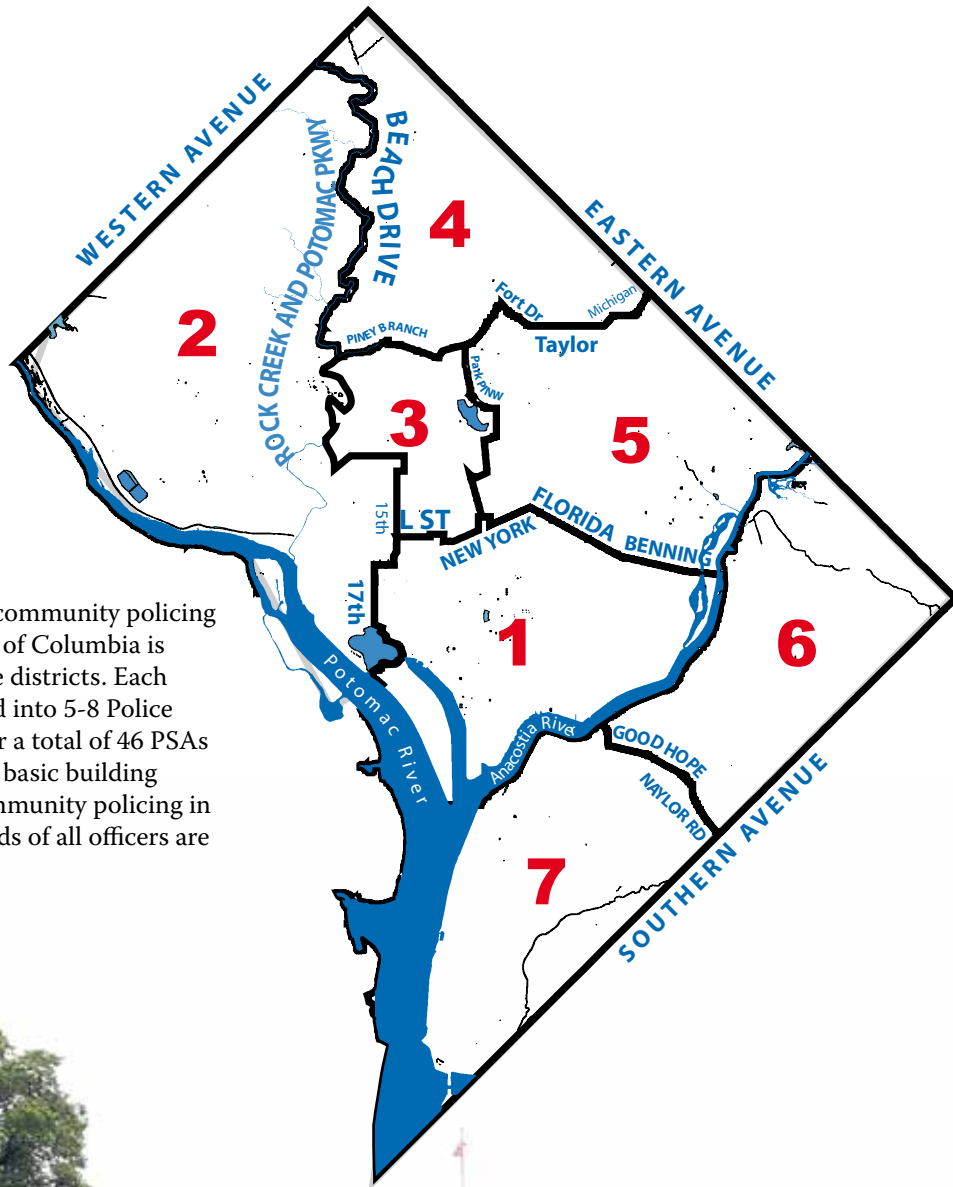 WESTERN AVENUE
BEACH DRIVE
ROCK CREEK AND POTOMAC PKWY
EASTERN AVENUE
4
2
Fort Dr
Michigan
PINEY BRANCH
Taylor
Park Pl NW
3
5
15th
L ST
NEW YORK
FLORIDA
BENNING
17th
1
6
community policing
of Columbia is
e districts. Each
d into 5-8 Police
r a total of 46 PSAs
basic building
mmunity policing in
ds of all officers are
Potomac River
Anacostia River
GOOD HOPE
NAYLOR RD
7
SOUTHERN AVENUE